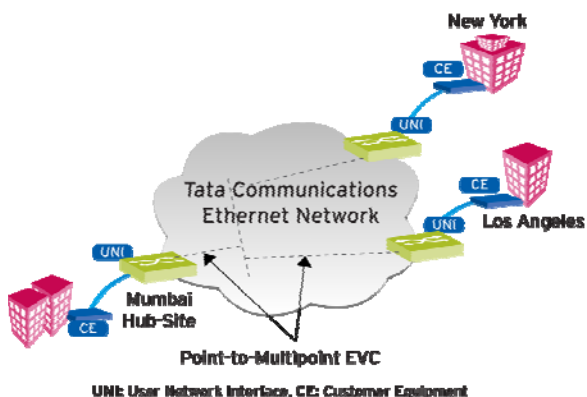 New York
CE
UNI
Tata Communications
Ethernet Network
CE
UNI
Los Angeles
UNI
Mumbai
Hub-Site
CE
Point-to-Multipoint EVC
UNI: User Network Interface, CE: Customer Equipment